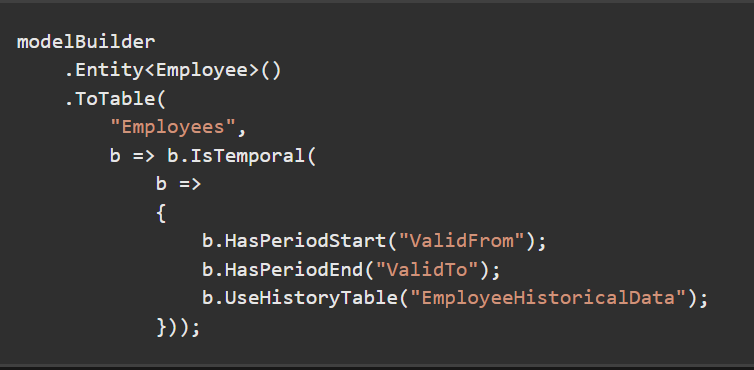 modelBuilder
    .Entity<Employee>()
    .ToTable(
        "Employees",
        b => b.IsTemporal(
            b =>
            {
                b.HasPeriodStart("ValidFrom");
                b.HasPeriodEnd("ValidTo");
                b.UseHistoryTable("EmployeeHistoricalData");
            }));